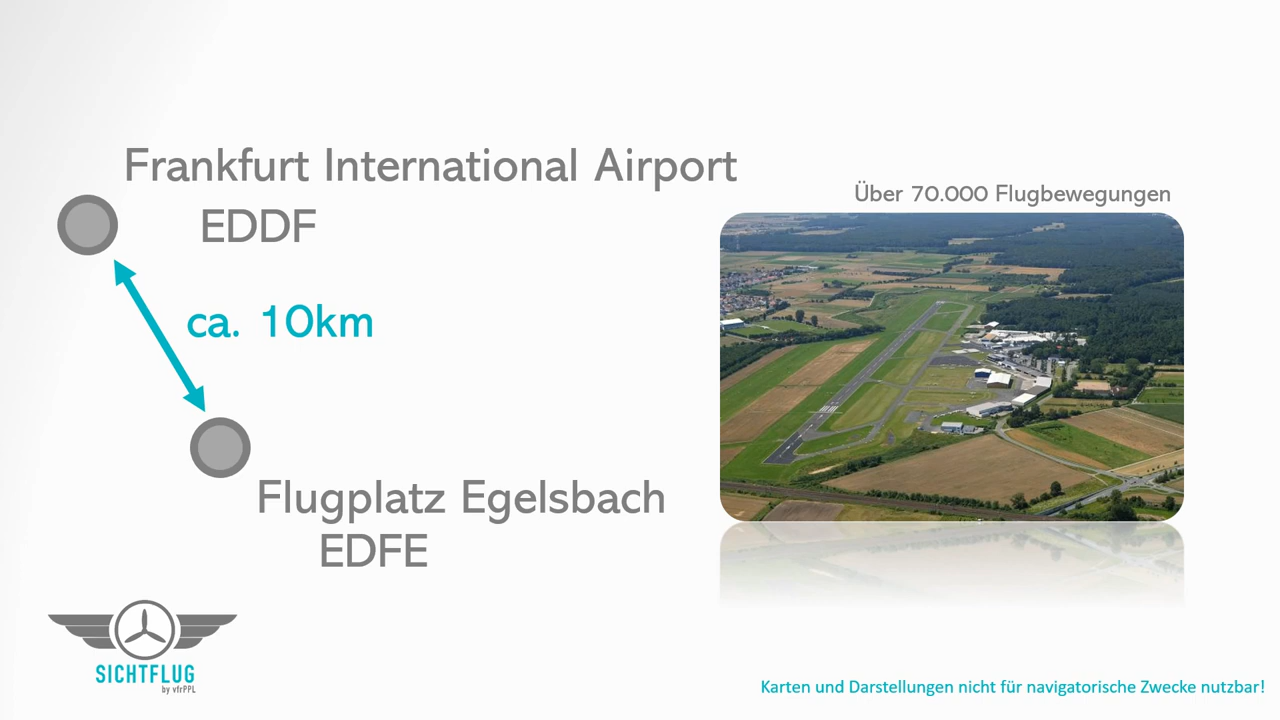 Frankfurt International Airport
EDDF
Über 70.000 Flugbewegungen
ca. 10km
Flugplatz Egelsbach
EDFE
SICHTFLUG
by vfrPPL
Karten und Darstellungen nicht für navigatorische Zwecke nutzbar!